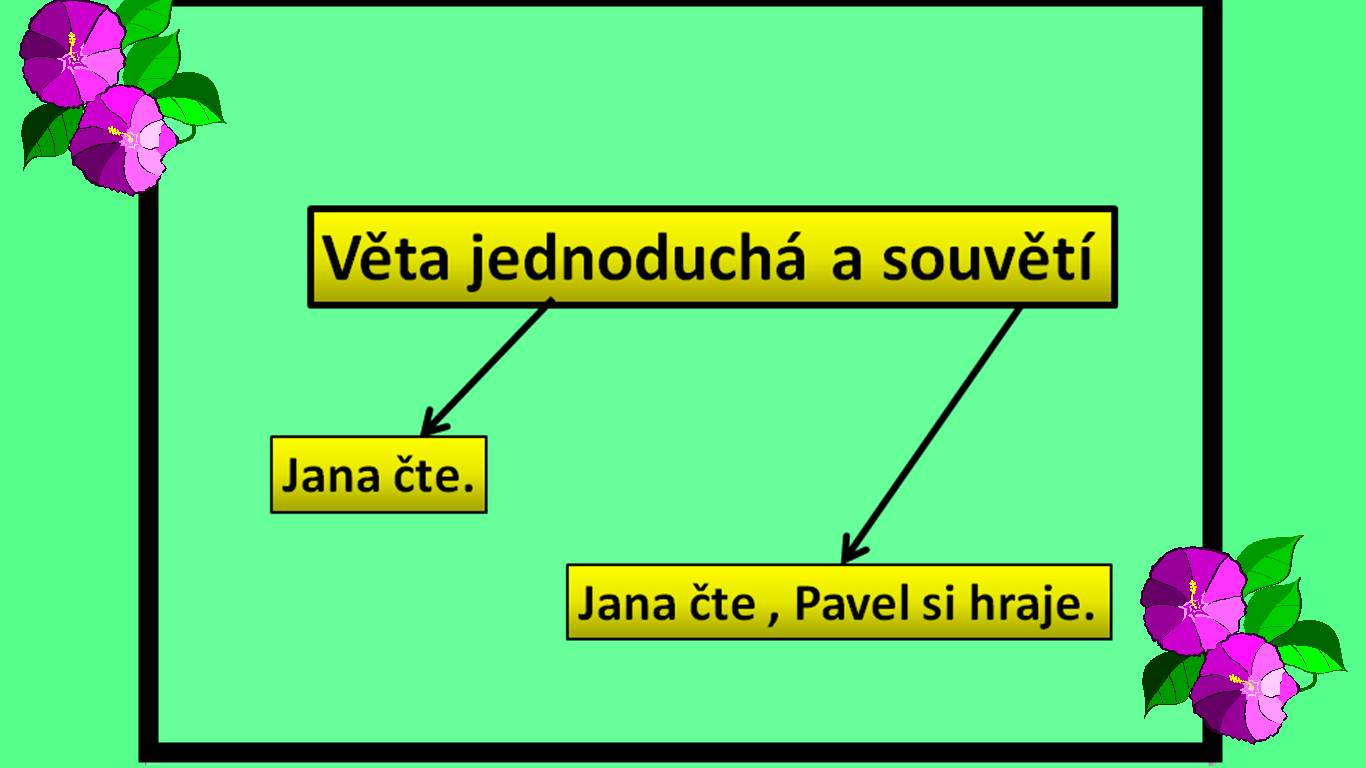 Věta jednoduchá a souvětí
Jana čte.
Jana čte , Pavel si hraje.